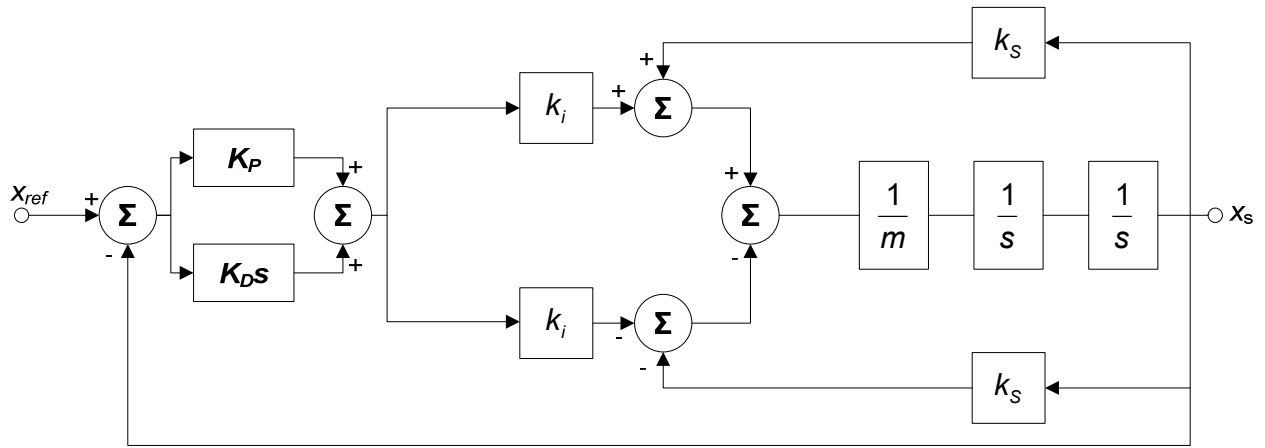 k_S
+
+
Σ
k_i
K_P
+
+
1
m
1
s
1
s
x_ref
+
Σ
Σ
Σ
x_s
-
K_D s
+
-
k_i
Σ
-
-
k_S